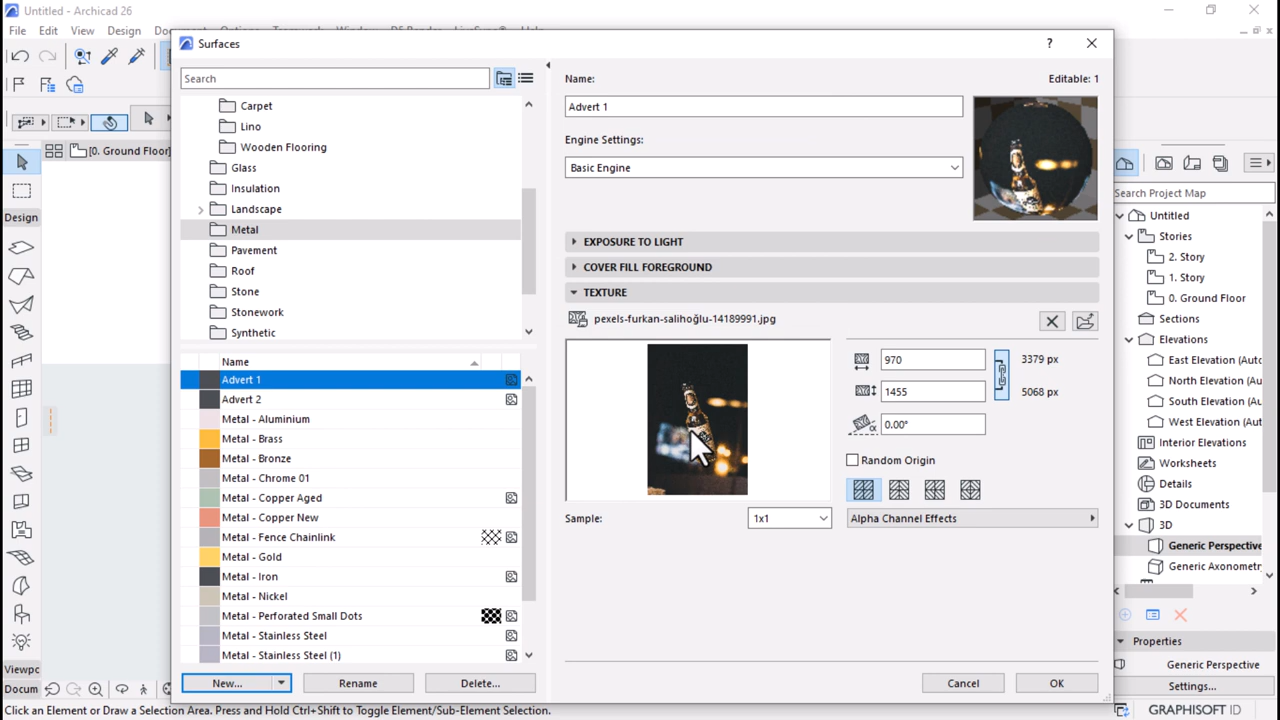 Untitled - Archicad 26
File Edit View Design
Surfaces
Search
Carpet
Lino
Wooden Flooring
Glass
Insulation
Landscape
Metal
Pavement
Roof
Stone
Stonework
Synthetic
Name
Advert 1
Advert 2
Metal - Aluminium
Metal - Brass
Metal - Bronze
Metal - Chrome 01
Metal - Copper Aged
Metal - Copper New
Metal - Fence Chainlink
Metal - Gold
Metal - Iron
Metal - Nickel
Metal - Perforated Small Dots
Metal - Stainless Steel
Metal - Stainless Steel (1)
New...
Rename
Delete...
Name:
Editable: 1
Advert 1
Engine Settings:
Basic Engine
EXPOSURE TO LIGHT
COVER FILL FOREGROUND
TEXTURE
pexels-furkan-salihoğlu-14189991.jpg
970
3379 px
1455
5068 px
0.00°
Random Origin
Sample:
1x1
Alpha Channel Effects
Cancel
OK
[0. Ground Floor]
Design
Viewpc
Docum
Search Project Map
Untitled
Stories
2. Story
1. Story
0. Ground Floor
Sections
Elevations
East Elevation (Auto
North Elevation (Aut
South Elevation (Aut
West Elevation (Auto
Interior Elevations
Worksheets
Details
3D Documents
3D
Generic Perspective
Generic Axonometr
Properties
Generic Perspective
Settings...
GRAPHISOFT ID
Click an Element or Draw a Selection Area. Press and Hold Ctrl+Shift to Toggle Element/Sub-Element Selection.